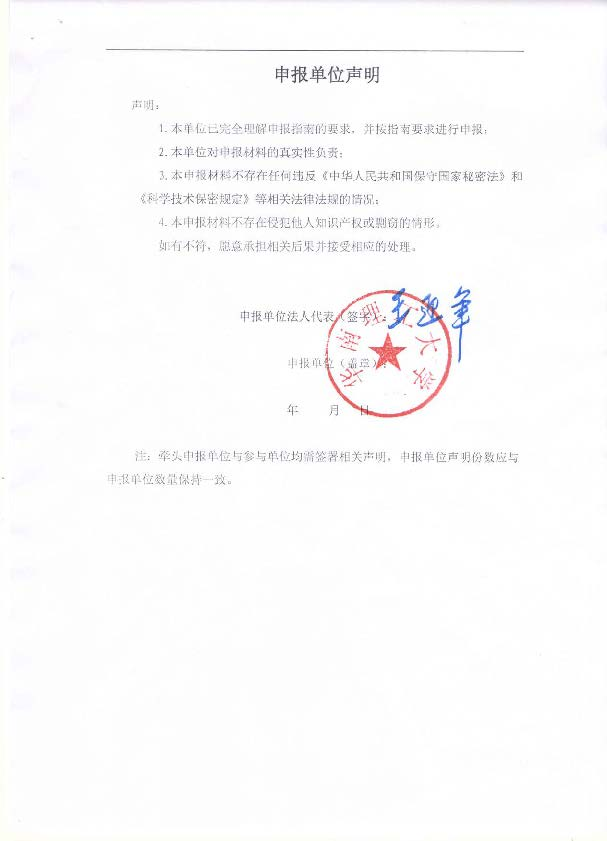 申报单位声明
声明：
1.本单位已完全理解申报指南的要求，并按指南要求进行申报；
2.本单位对申报材料的真实性负责；
3.本申报材料不存在任何违反《中华人民共和国保守国家秘密法》和
《科学技术保密规定》等相关法律法规的情况；
4.本申报材料不存在侵犯他人知识产权或剽窃的情形。
如有不符，愿意承担相关后果并接受相应的处理。
申报单位法人代表（签字）：
华南理工大学
申报单位（盖章）：
年 月 日
注：牵头申报单位与参与单位均需签署相关声明，申报单位声明份数应与
申报单位数量保持一致。